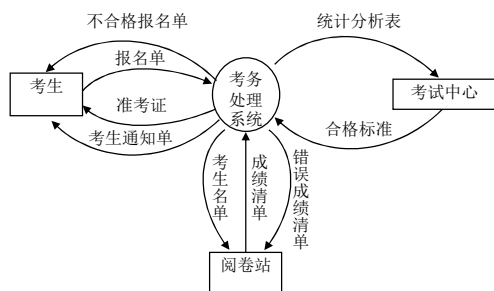 不合格报名单
统计分析表
报名单
考生
考务
处理
系统
考试中心
准考证
考生通知单
合格标准
考生名单
成绩清单
错误成绩清单
阅卷站